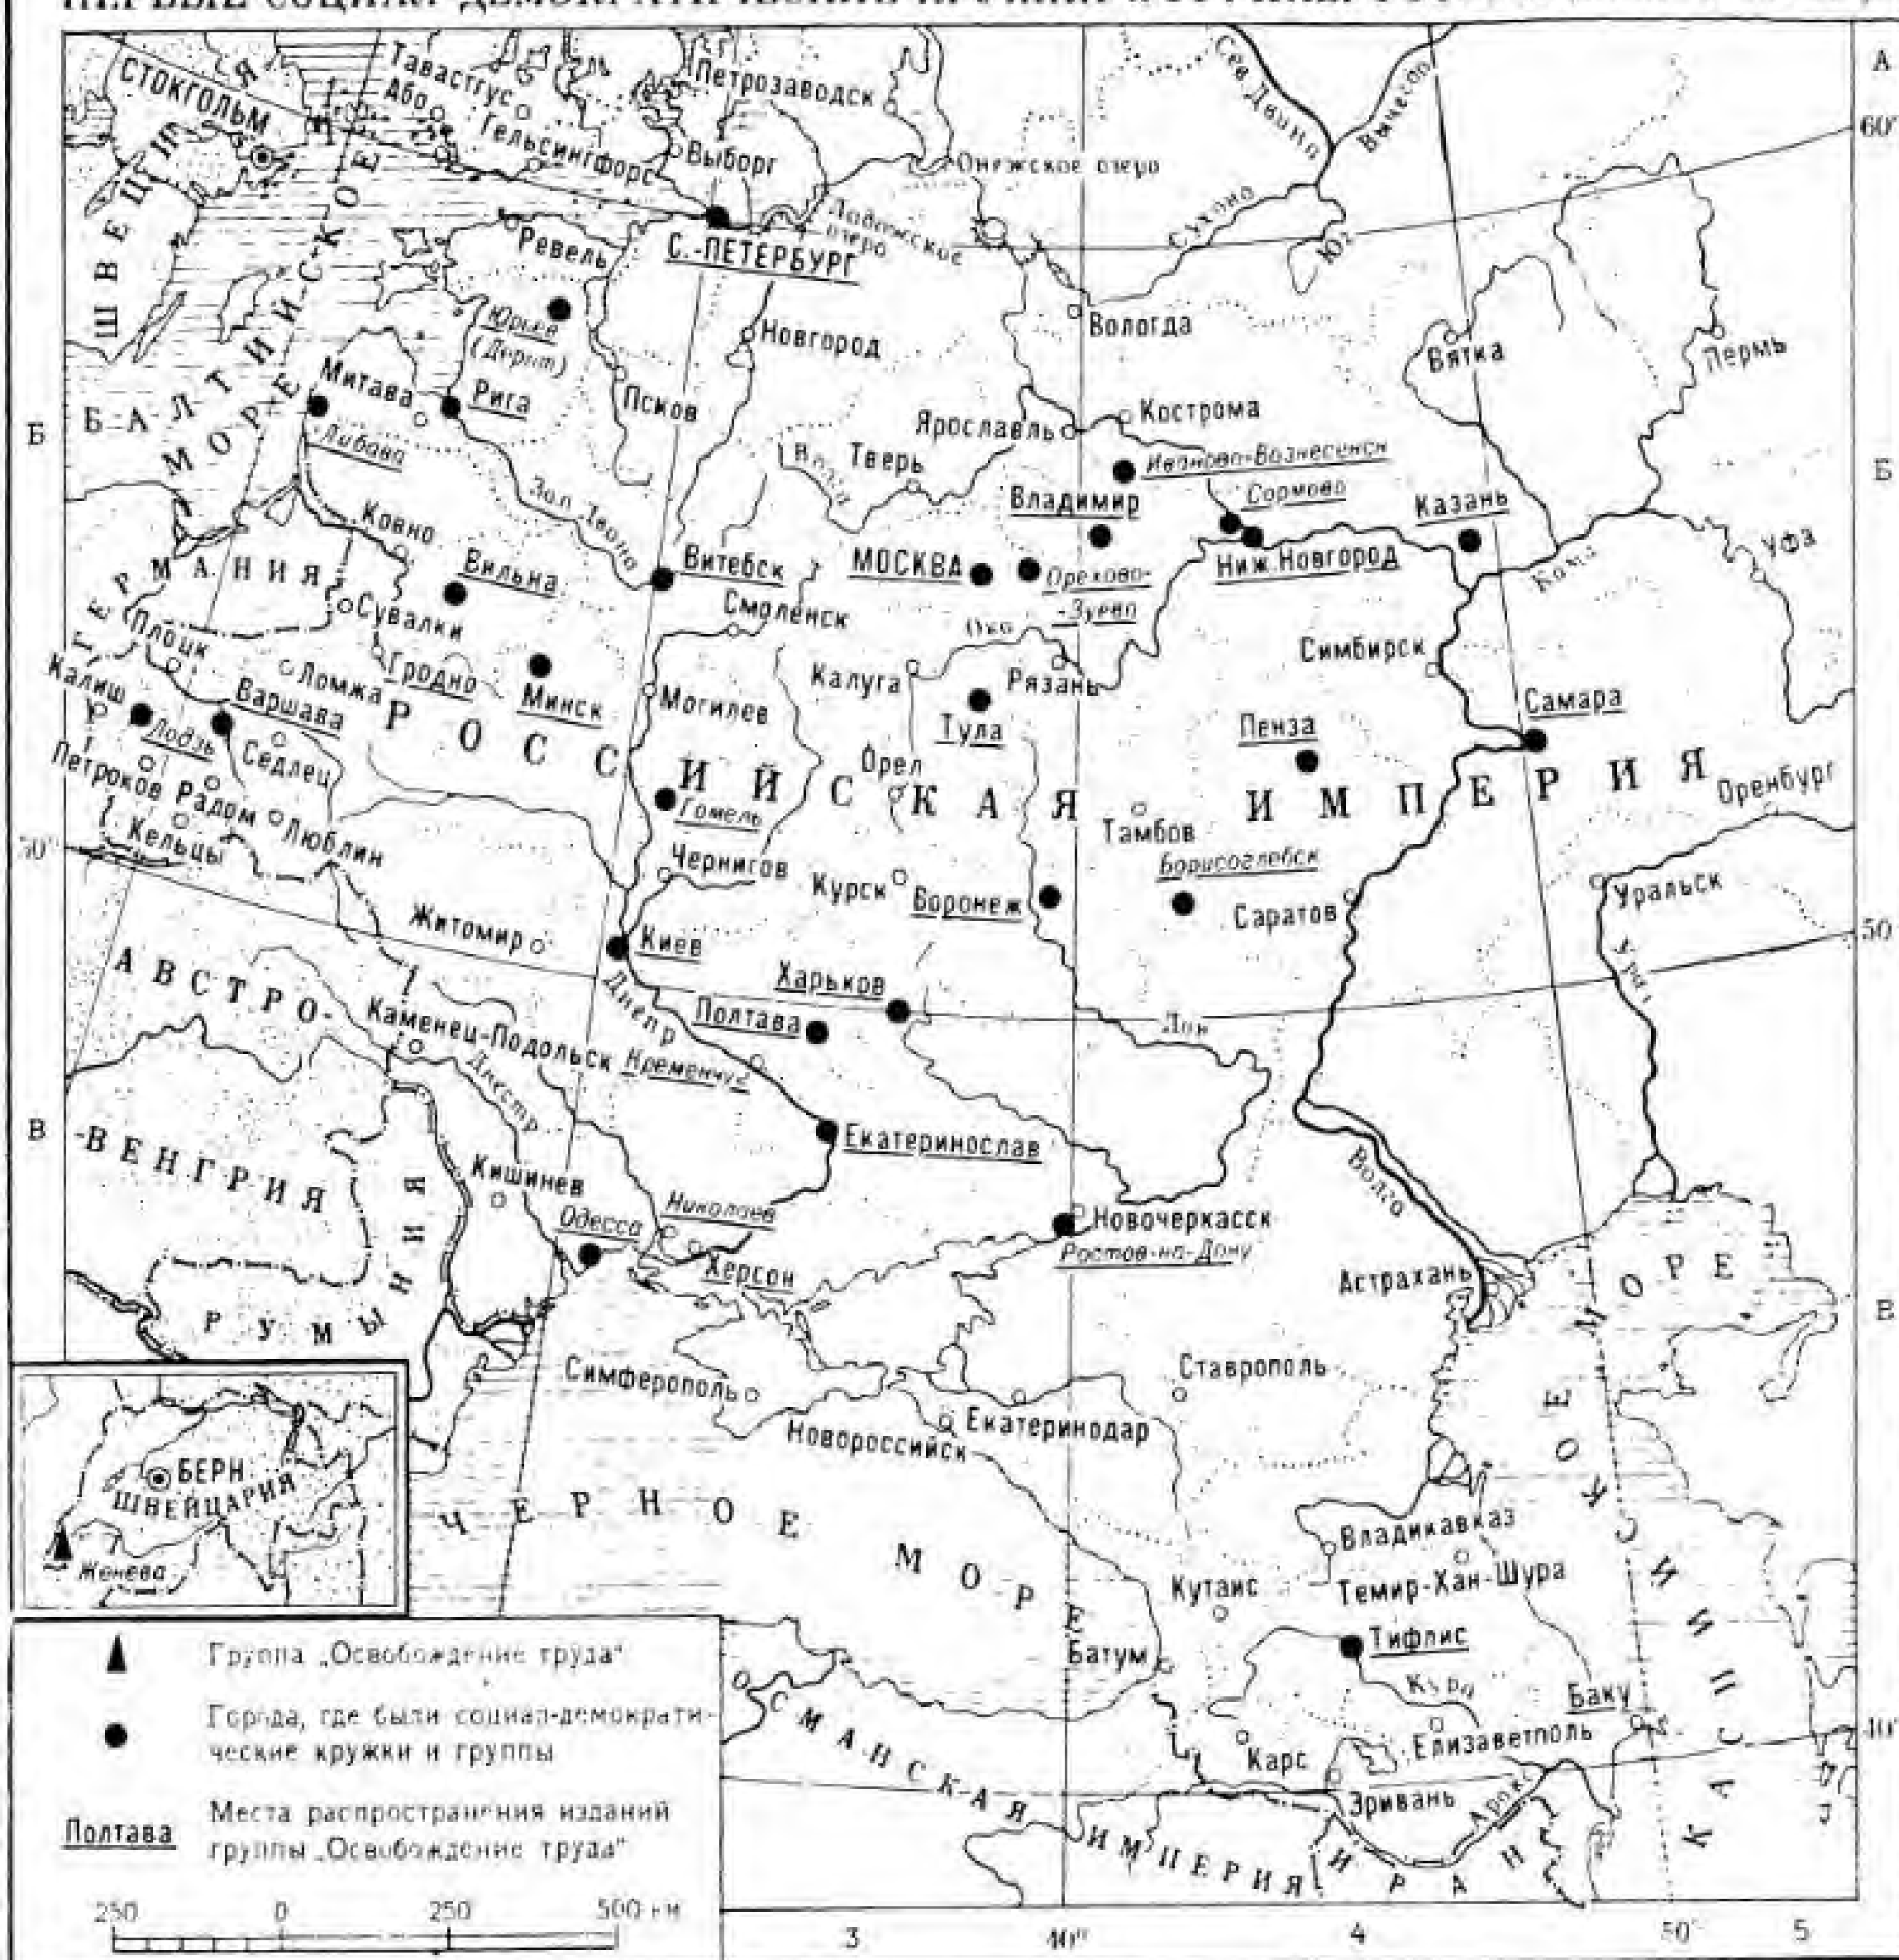 СТОКГОЛЬМ
ШВЕЦИЯ
Тавастгус
Або
Гельсингфорс
Петрозаводск
Выборг
Онежское озеро
Ладожское
озеро
Сев. Двина
Вычегда
Сухона
Юг
А
60°
Ревель
С.-ПЕТЕРБУРГ
Юрьев
(Дерпт)
Новгород
Вологда
Вятка
Пермь
БАЛТИЙСКОЕ
МОРЕ
Митава
Рига
Псков
Либава
Ярославль
Кострома
Волга
Тверь
Иваново-Вознесенск
Сормово
Владимир
Казань
Б
Б
Зап. Двина
Ковно
Вильна
Витебск
МОСКВА
Орехово-
-Зуево
Ниж. Новгород
Кама
Уфа
ГЕРМАНИЯ
Сувалки
Смоленск
Ока
Плоцк
Ломжа
Гродно
Минск
Могилев
Калуга
Рязань
Симбирск
Калиш
Варшава
Лодзь
Седлец
Тула
Пенза
Самара
РОССИЙСКАЯ ИМПЕРИЯ
Петроков
Радом
Орел
Оренбург
Кельцы
Люблин
Гомель
Тамбов
50°
Чернигов
Курск
Воронеж
Борисоглебск
Саратов
Уральск
Житомир
Киев
50
Урал
АВСТРО-
-ВЕНГРИЯ
Днепр
Харьков
Полтава
Каменец-Подольск
Кременчуг
Днестр
Дон
В
Екатеринослав
Волга
Кишинев
Одесса
Николаев
Херсон
Новочеркасск
Ростов-на-Дону
Астрахань
РУМЫНИЯ
В
Симферополь
Ставрополь
Новороссийск
Екатеринодар
КАСПИЙСКОЕ МОРЕ
БЕРН
ШВЕЙЦАРИЯ
Женева
ЧЕРНОЕ МОРЕ
Владикавказ
Кутаис
Темир-Хан-Шура
Тифлис
Батум
Кура
Баку
Елизаветполь
Карс
Эривань
Аракс
40°
ОСМАНСКАЯ ИМПЕРИЯ
ИРАН
Группа „Освобождение труда“
Города, где были социал-демократи-
ческие кружки и группы
Полтава
Места распространения изданий
группы „Освобождение труда“
250 0 250 500 км
3 40° 4 50° 5